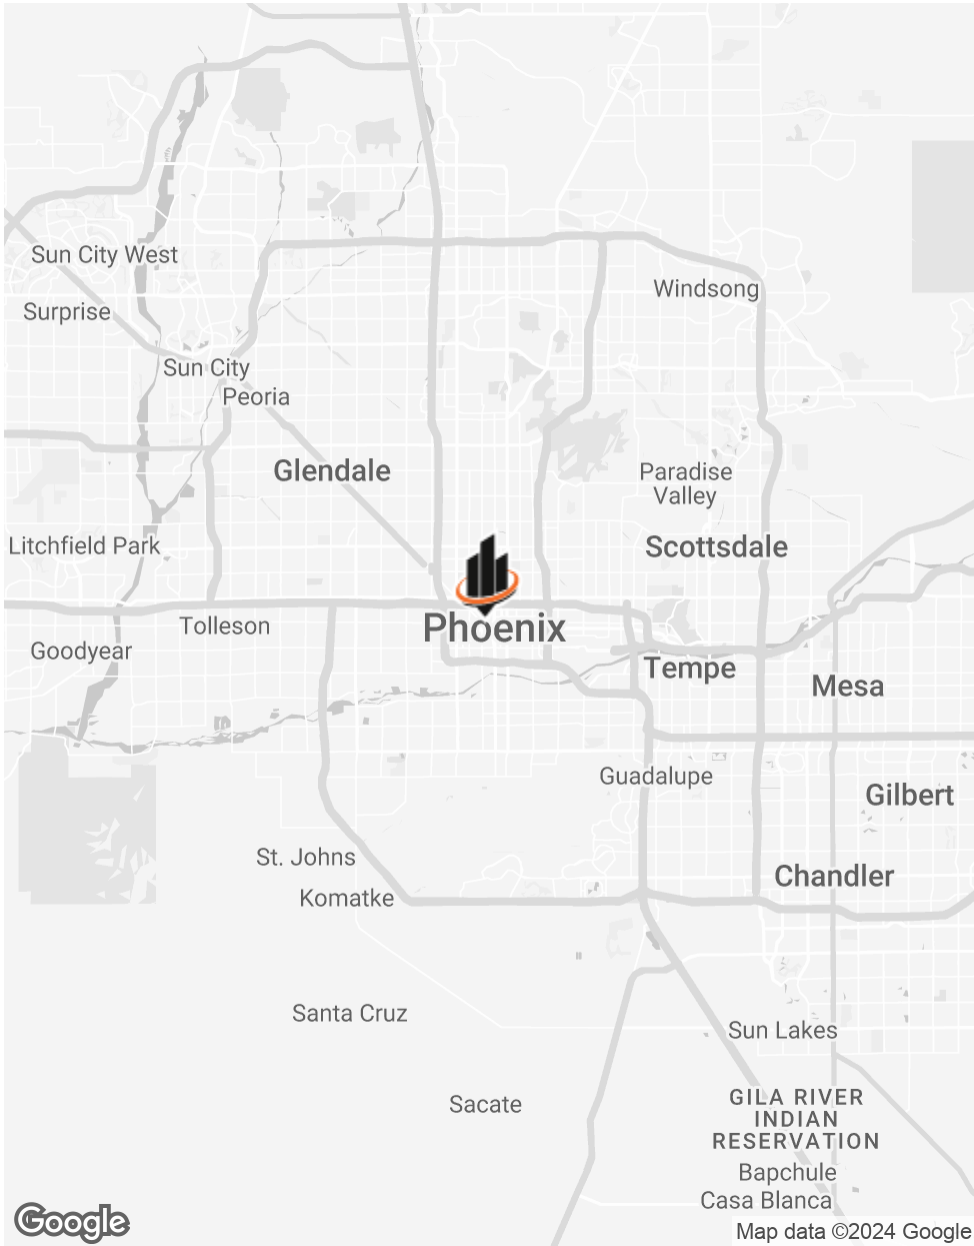 Sun City West
Windsong
Surprise
Sun City
Peoria
Glendale
Paradise
Valley
Litchfield Park
Scottsdale
Tolleson
Phoenix
Goodyear
Tempe
Mesa
Guadalupe
Gilbert
St. Johns
Chandler
Komatke
Santa Cruz
Sun Lakes
Sacate
GILA RIVER
INDIAN
RESERVATION
Bapchule
Casa Blanca
Google
Map data ©2024 Google